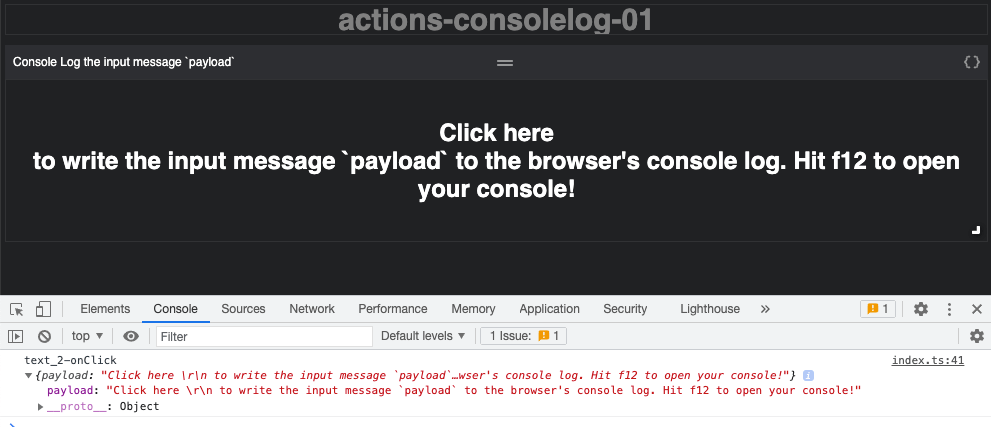 actions-consolelog-01
Console Log the input message `payload`
Click here
to write the input message `payload` to the browser's console log. Hit f12 to open
your console!
Elements Console Sources Network Performance Memory Application Security Lighthouse » 1
top ▼ Filter Default levels ▼ 1 Issue: 1
text_2-onClick index.ts:41
▼{payload: "Click here \r\n to write the input message `payload`…wser's console log. Hit f12 to open your console!"} i
payload: "Click here \r\n to write the input message `payload` to the browser's console log. Hit f12 to open your console!"
▶__proto__: Object